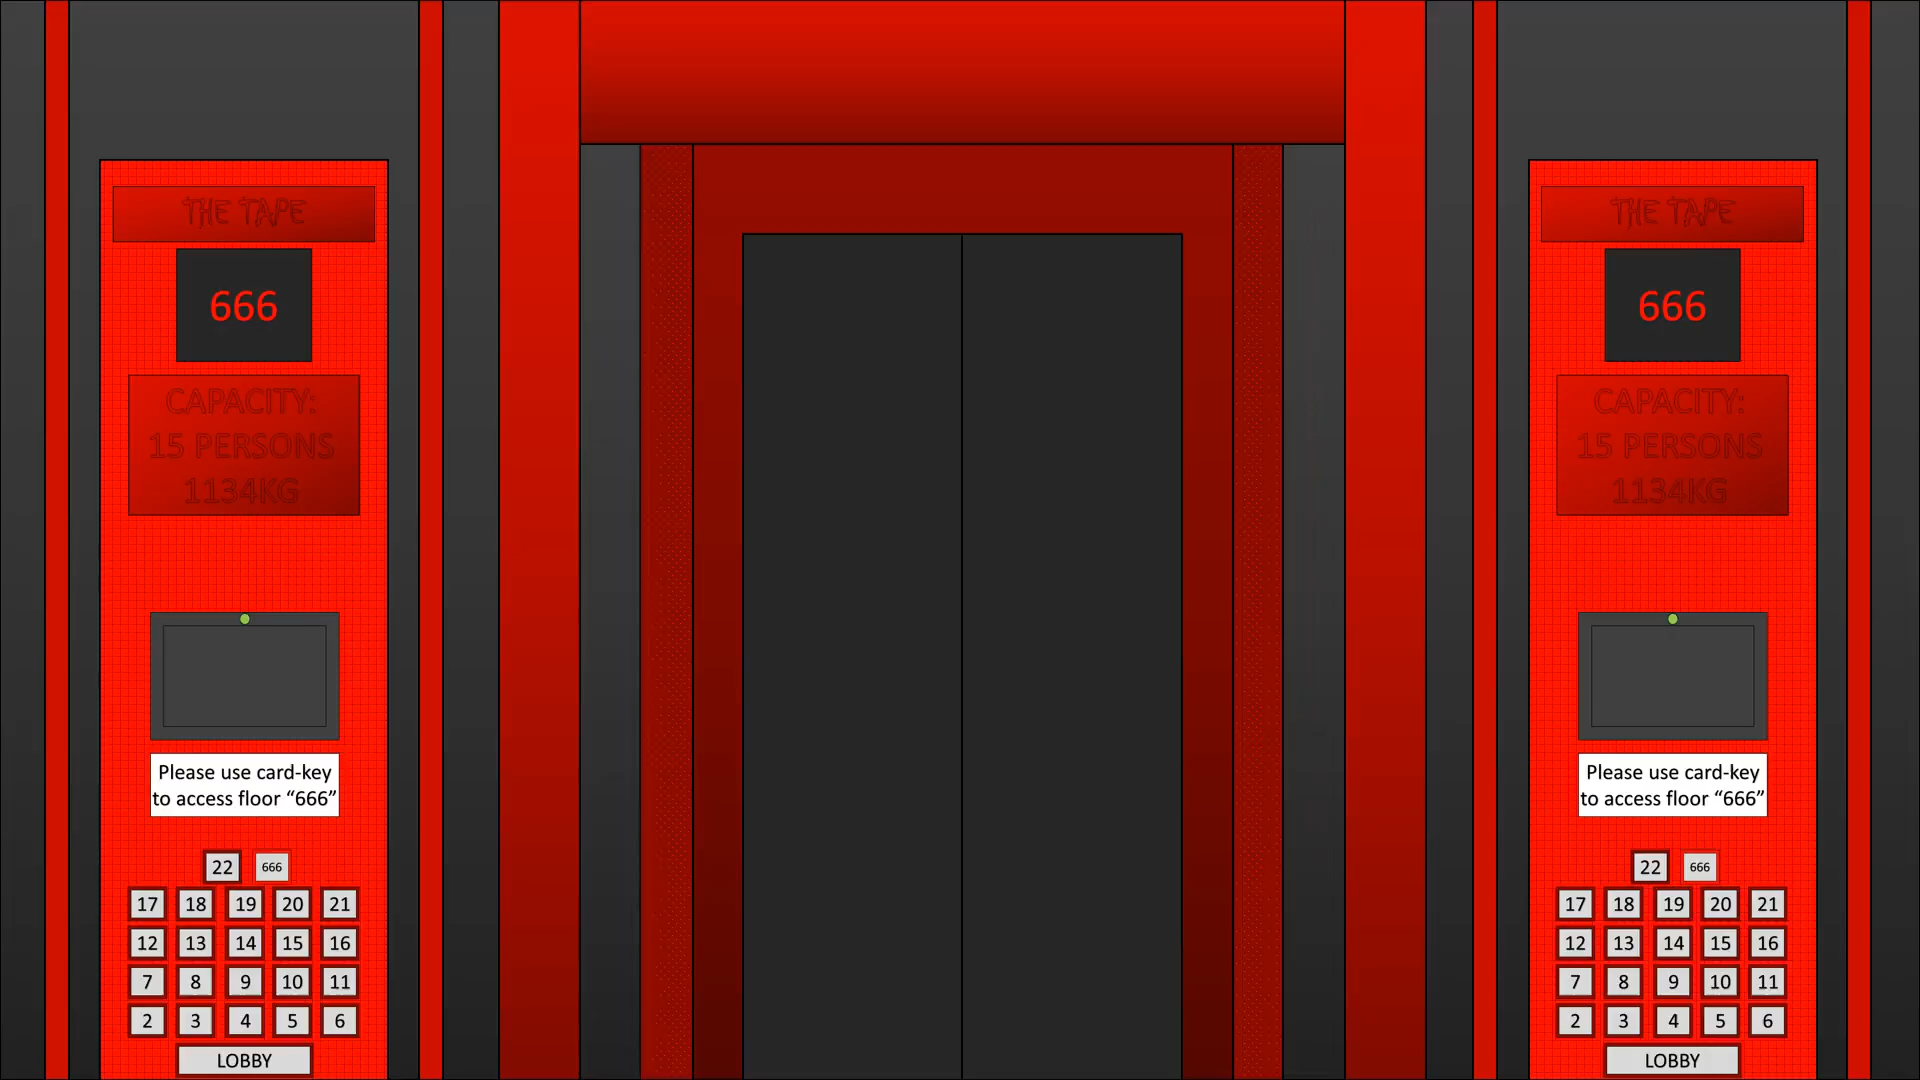 THE TAPE
666
CAPACITY:
15 PERSONS
1134KG
Please use card-key
to access floor “666”
22 666
17 18 19 20 21
12 13 14 15 16
7 8 9 10 11
2 3 4 5 6
LOBBY
THE TAPE
666
CAPACITY:
15 PERSONS
1134KG
Please use card-key
to access floor “666”
22 666
17 18 19 20 21
12 13 14 15 16
7 8 9 10 11
2 3 4 5 6
LOBBY